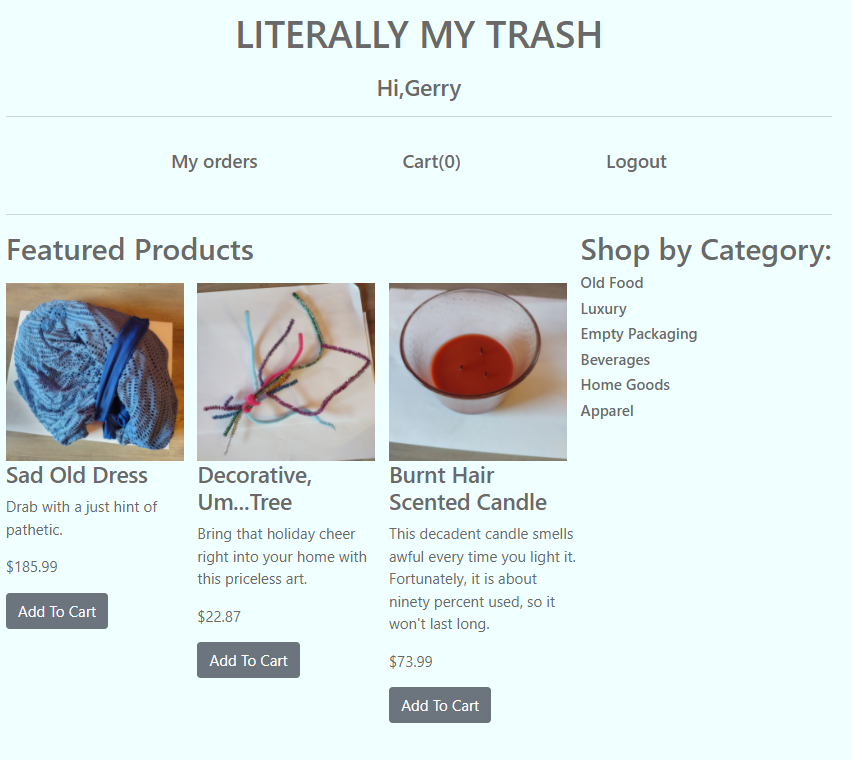 LITERALLY MY TRASH
Hi,Gerry
My orders
Cart(0)
Logout
Featured Products
Sad Old Dress
Drab with a just hint of
pathetic.
$185.99
Add To Cart
Decorative,
Um...Tree
Bring that holiday cheer
right into your home with
this priceless art.
$22.87
Add To Cart
Burnt Hair
Scented Candle
This decadent candle smells
awful every time you light it.
Fortunately, it is about
ninety percent used, so it
won't last long.
$73.99
Add To Cart
Shop by Category:
Old Food
Luxury
Empty Packaging
Beverages
Home Goods
Apparel